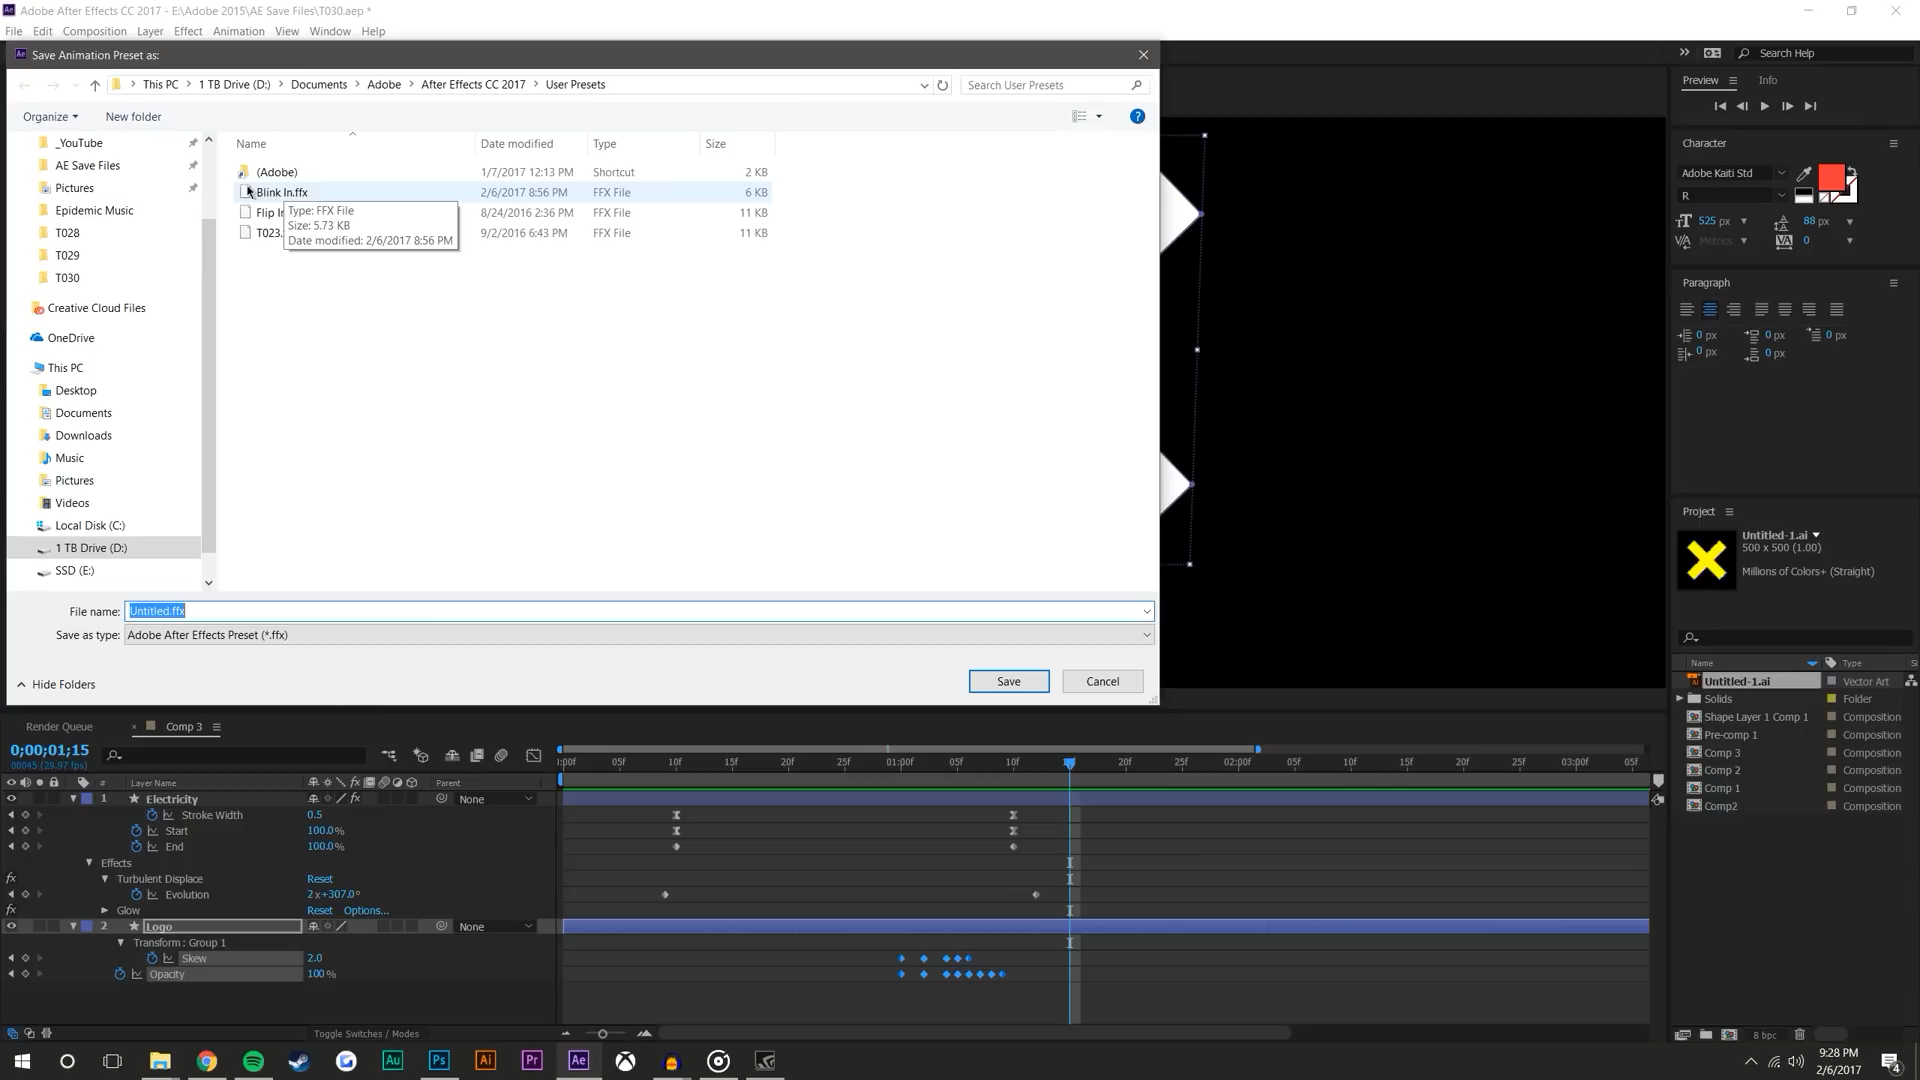 Adobe After Effects CC 2017 - E:\Adobe 2015\AE Save Files\T030.aep *
File Edit Composition Layer Effect Animation View Window Help
Save Animation Preset as:
Search Help
This PC > 1 TB Drive (D:) > Documents > Adobe > After Effects CC 2017 > User Presets
Search User Presets
Organize
New folder
Name Date modified Type Size
(Adobe) 1/7/2017 12:13 PM Shortcut 2 KB
Blink In.ffx 2/6/2017 8:56 PM FFX File 6 KB
Flip In 8/24/2016 2:36 PM FFX File 11 KB
T023. 9/2/2016 6:43 PM FFX File 11 KB
Type: FFX File
Size: 5.73 KB
Date modified: 2/6/2017 8:56 PM
_YouTube
AE Save Files
Pictures
Epidemic Music
T028
T029
T030
Creative Cloud Files
OneDrive
This PC
Desktop
Documents
Downloads
Music
Pictures
Videos
Local Disk (C:)
1 TB Drive (D:)
SSD (E:)
File name: Untitled.ffx
Save as type: Adobe After Effects Preset (*.ffx)
Hide Folders
Save
Cancel
Preview
Info
Character
Adobe Kaiti Std
R
525 px
88 px
Metrics
0
Paragraph
0 px 0 px 0 px
0 px 0 px
Project
Untitled-1.ai
500 x 500 (1.00)
Millions of Colors+ (Straight)
Name Type
Untitled-1.ai Vector Art
Solids Folder
Shape Layer 1 Comp 1 Composition
Pre-comp 1 Composition
Comp 3 Composition
Comp 2 Composition
Comp 1 Composition
Comp2 Composition
8 bpc
Render Queue
Comp 3
0;00;01;15
00045 (29.97 fps)
:00f 05f 10f 15f 20f 25f 01:00f 05f 10f 20f 25f 02:00f 05f 10f 15f 20f 25f 03:00f 05f
# Layer Name Parent
1 Electricity None
Stroke Width 0.5
Start 100.0%
End 100.0%
Effects
Turbulent Displace Reset
Evolution 2x+307.0°
Glow Reset Options...
2 Logo None
Transform : Group 1
Skew 2.0
Opacity 100%
Toggle Switches / Modes
Au Ps Ai Pr Ae
9:28 PM
2/6/2017
4